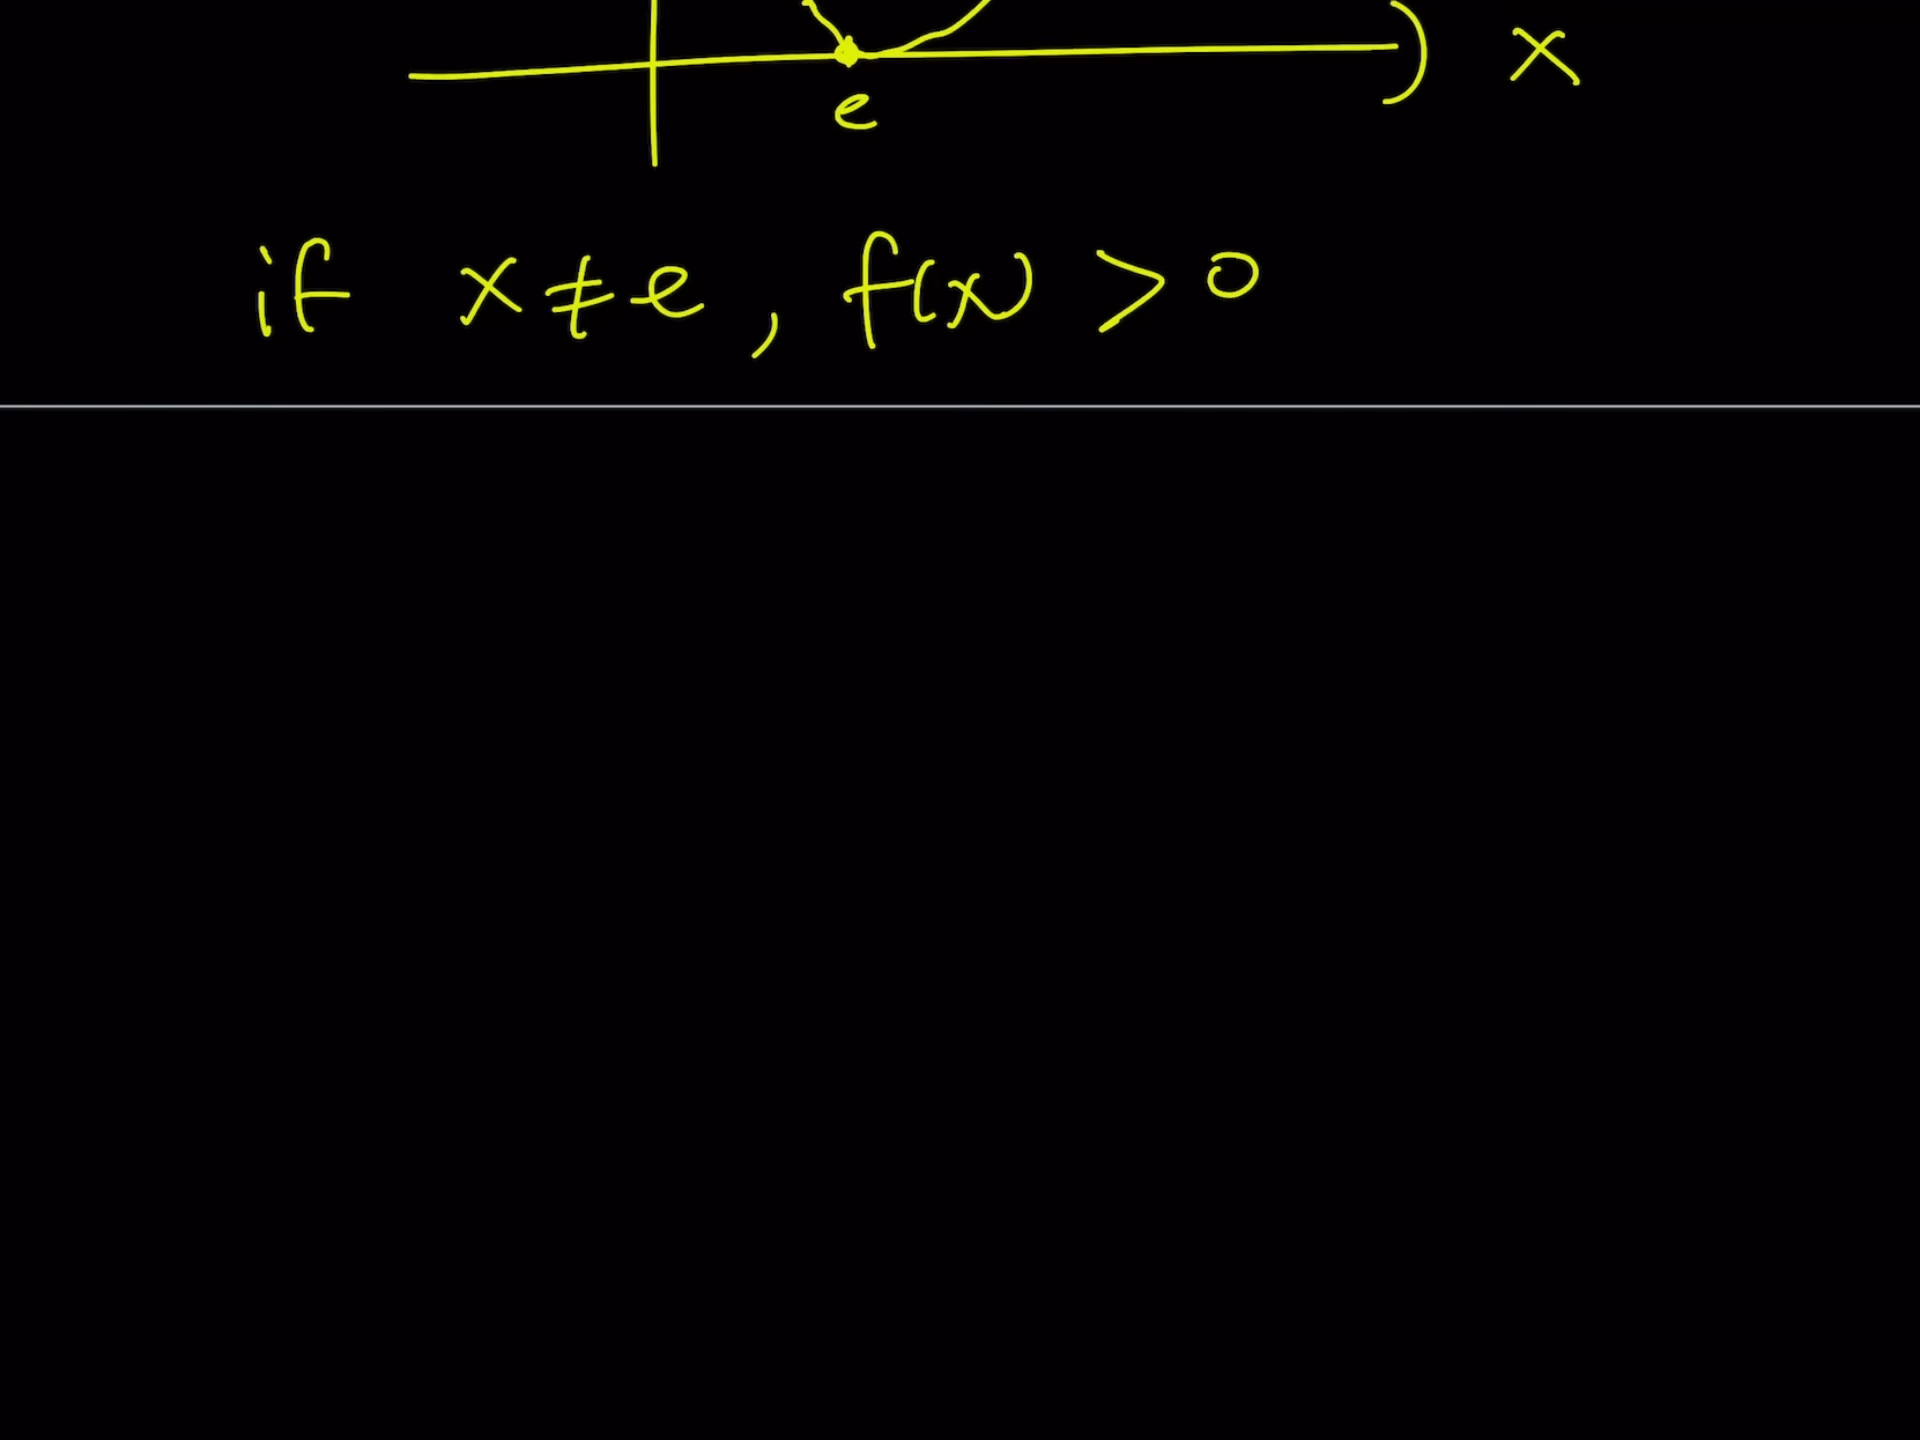 ) x
e
if x ≠ e, f(x) > 0